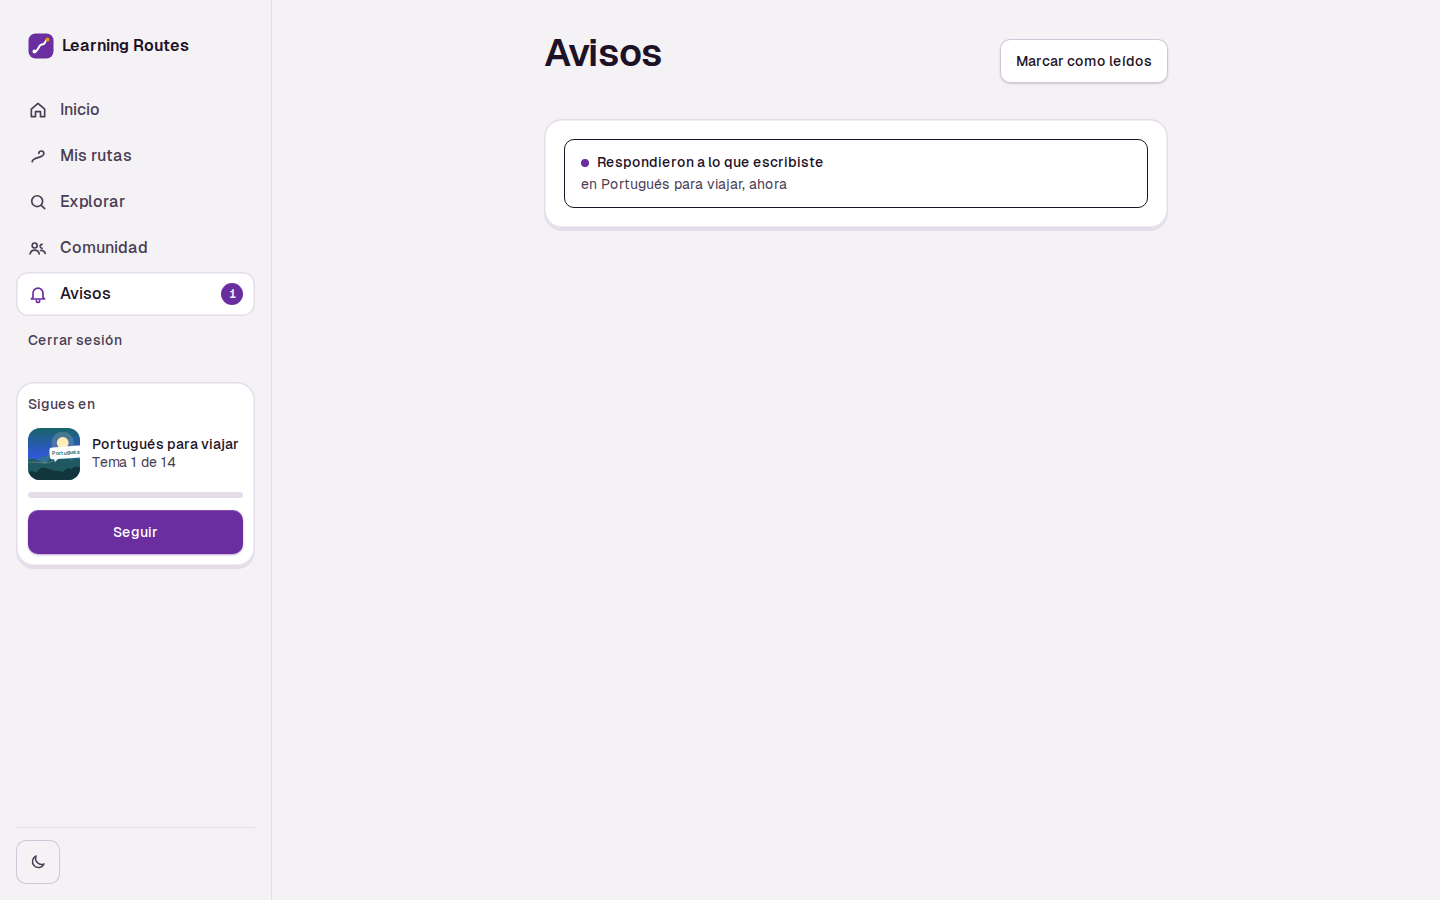 Learning Routes
Inicio
Mis rutas
Explorar
Comunidad
Avisos
1
Cerrar sesión
Sigues en
Portugués para viajar
Tema 1 de 14
Seguir
Avisos
Marcar como leídos
Respondieron a lo que escribiste
en Portugués para viajar, ahora